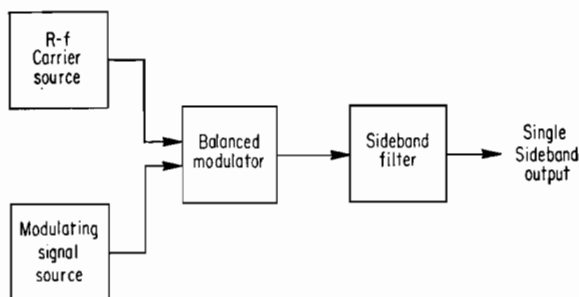 R-f
Carrier
source
Balanced
modulator
Sideband
filter
Single
Sideband
output
Modulating
signal
source